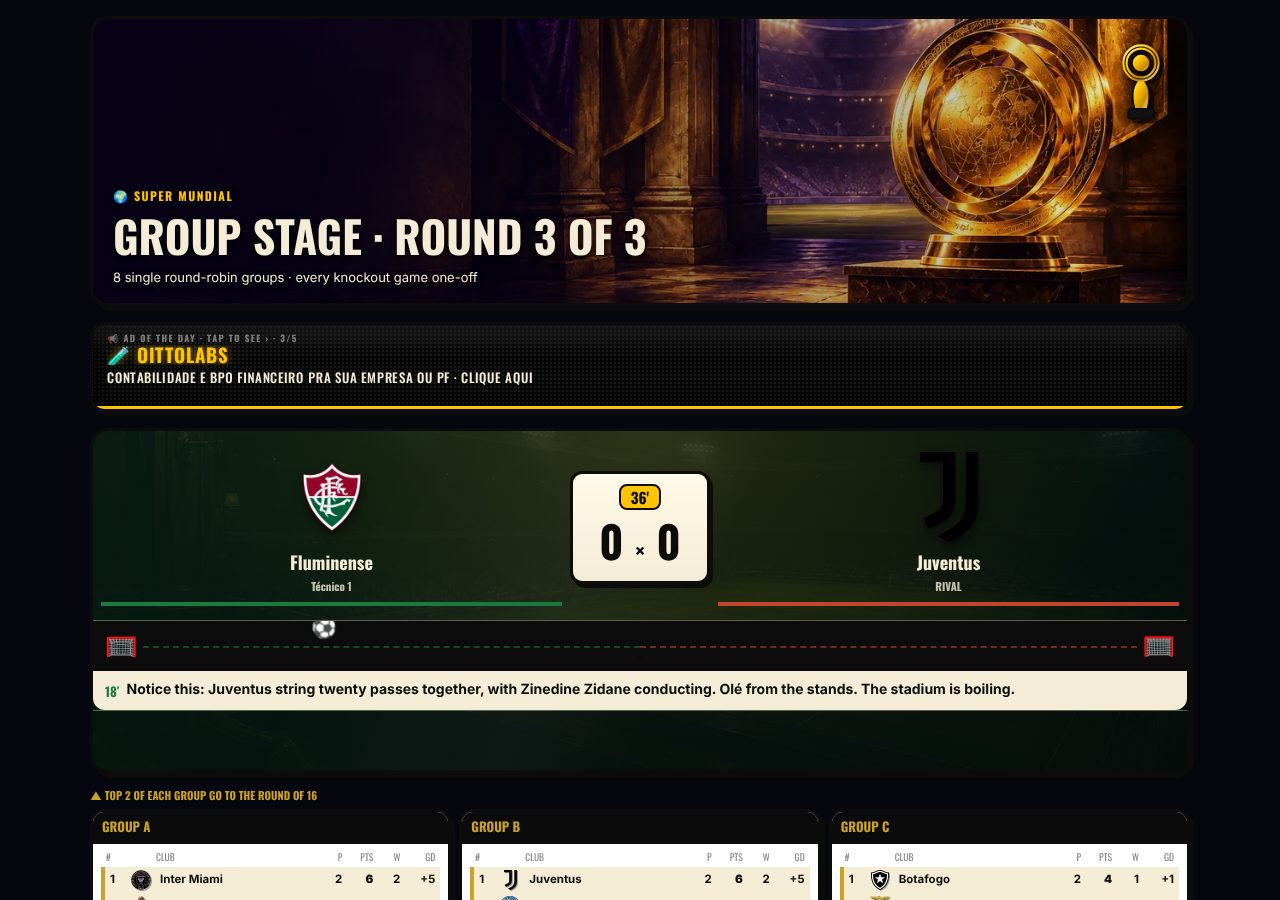 SUPER MUNDIAL
GROUP STAGE · ROUND 3 OF 3
8 single round-robin groups · every knockout game one-off
AD OF THE DAY · TAP TO SEE › · 3/5
OITTOLABS
CONTABILIDADE E BPO FINANCEIRO PRA SUA EMPRESA OU PF · CLIQUE AQUI
36'
0 × 0
Fluminense
Técnico 1
Juventus
RIVAL
18' Notice this: Juventus string twenty passes together, with Zinedine Zidane conducting. Olé from the stands. The stadium is boiling.
▲ TOP 2 OF EACH GROUP GO TO THE ROUND OF 16
GROUP A
# CLUB P PTS W GD
1 Inter Miami 2 6 2 +5
GROUP B
# CLUB P PTS W GD
1 Juventus 2 6 2 +5
GROUP C
# CLUB P PTS W GD
1 Botafogo 2 4 1 +1